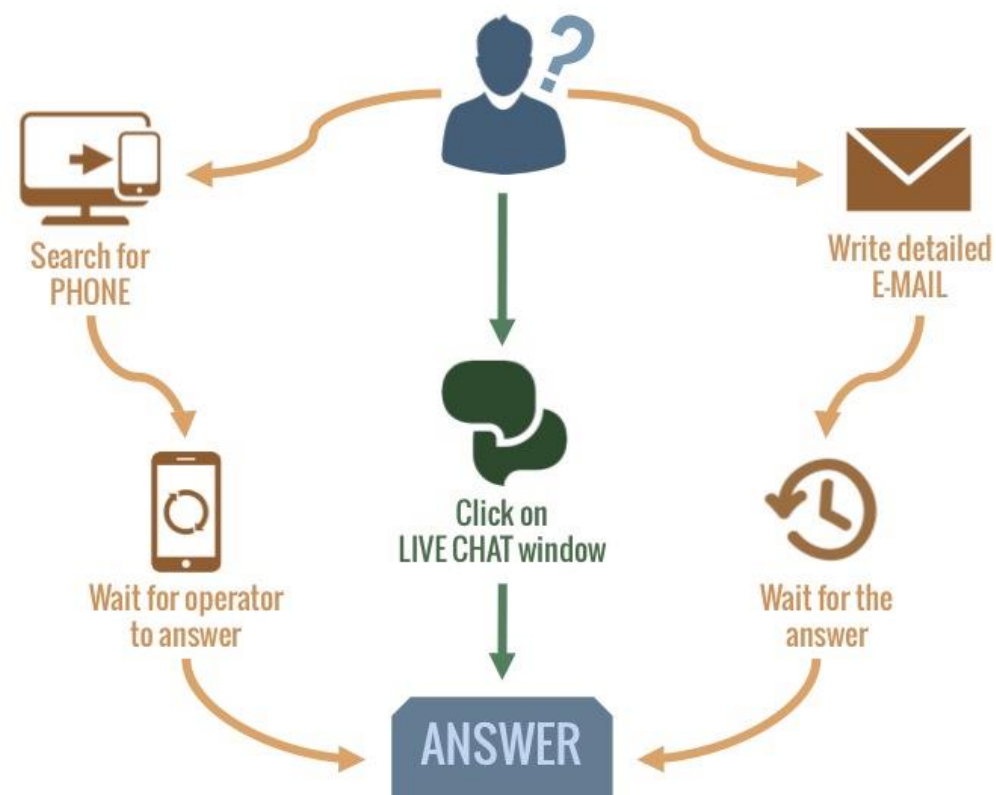 ?
Search for
PHONE
Write detailed
E-MAIL
Click on
LIVE CHAT window
Wait for operator
to answer
Wait for the
answer
ANSWER